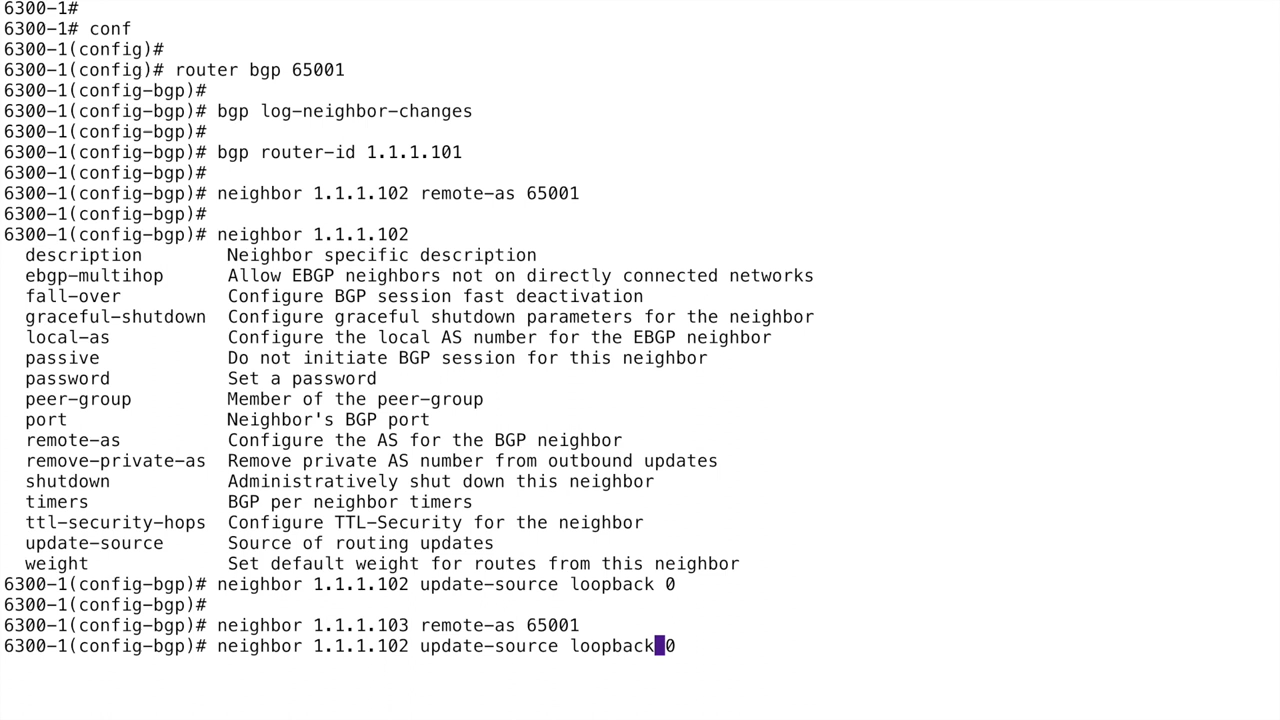 6300-1#
6300-1# conf
6300-1(config)#
6300-1(config)# router bgp 65001
6300-1(config-bgp)#
6300-1(config-bgp)# bgp log-neighbor-changes
6300-1(config-bgp)#
6300-1(config-bgp)# bgp router-id 1.1.1.101
6300-1(config-bgp)#
6300-1(config-bgp)# neighbor 1.1.1.102 remote-as 65001
6300-1(config-bgp)#
6300-1(config-bgp)# neighbor 1.1.1.102
description Neighbor specific description
ebgp-multihop Allow EBGP neighbors not on directly connected networks
fall-over Configure BGP session fast deactivation
graceful-shutdown Configure graceful shutdown parameters for the neighbor
local-as Configure the local AS number for the EBGP neighbor
passive Do not initiate BGP session for this neighbor
password Set a password
peer-group Member of the peer-group
port Neighbor's BGP port
remote-as Configure the AS for the BGP neighbor
remove-private-as Remove private AS number from outbound updates
shutdown Administratively shut down this neighbor
timers BGP per neighbor timers
ttl-security-hops Configure TTL-Security for the neighbor
update-source Source of routing updates
weight Set default weight for routes from this neighbor
6300-1(config-bgp)# neighbor 1.1.1.102 update-source loopback 0
6300-1(config-bgp)#
6300-1(config-bgp)# neighbor 1.1.1.103 remote-as 65001
6300-1(config-bgp)# neighbor 1.1.1.102 update-source loopback 0